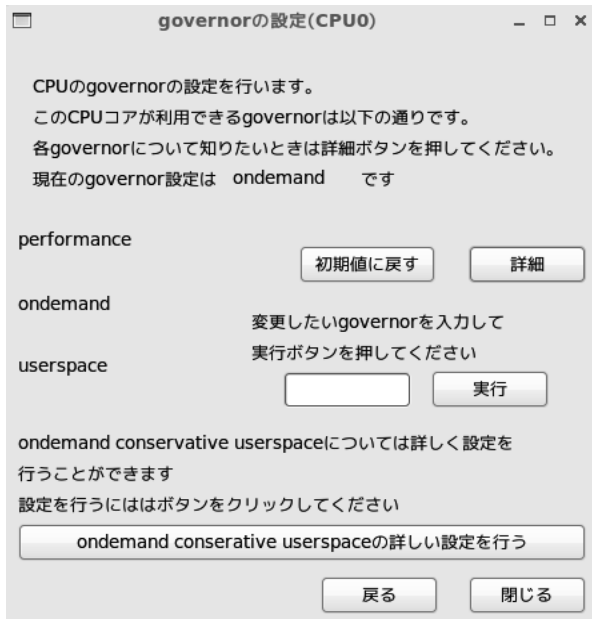 governorの設定(CPU0)
CPUのgovernorの設定を行います。
このCPUコアが利用できるgovernorは以下の通りです。
各governorについて知りたいときは詳細ボタンを押してください。
現在のgovernor設定は ondemand です
performance
初期値に戻す 詳細
ondemand
変更したいgovernorを入力して
実行ボタンを押してください
userspace
実行
ondemand conservative userspaceについては詳しく設定を
行うことができます
設定を行うにははボタンをクリックしてください
ondemand conserative userspaceの詳しい設定を行う
戻る 閉じる